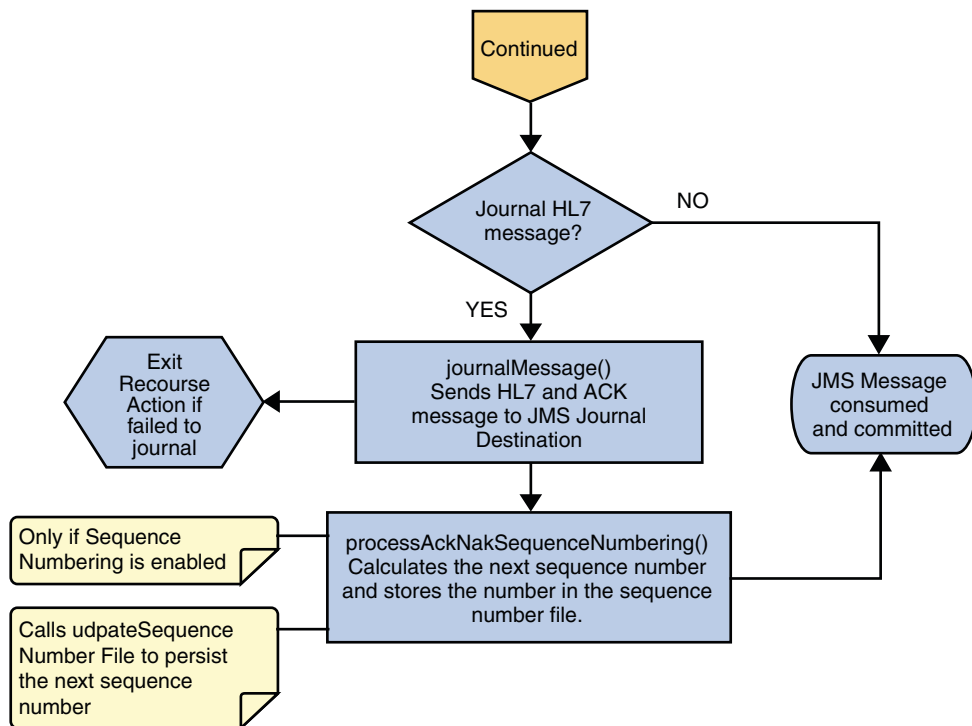 Continued
Journal HL7
message?
NO
YES
Exit
Recourse
Action if
failed to
journal
journalMessage()
Sends HL7 and ACK
message to JMS Journal
Destination
JMS Message
consumed
and committed
Only if Sequence
Numbering is enabled
processAckNakSequenceNumbering()
Calculates the next sequence number
and stores the number in the sequence
number file.
Calls udpateSequence
Number File to persist
the next sequence
number